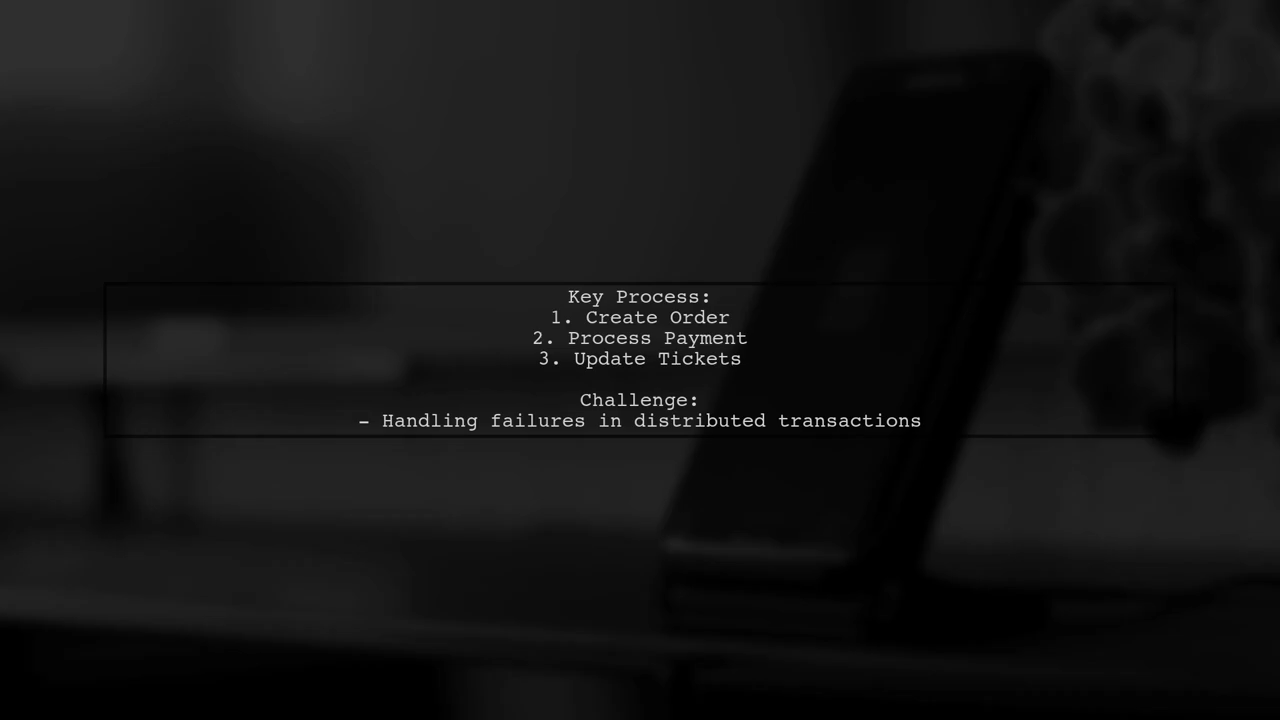 Key Process:
1. Create Order
2. Process Payment
3. Update Tickets
Challenge:
- Handling failures in distributed transactions